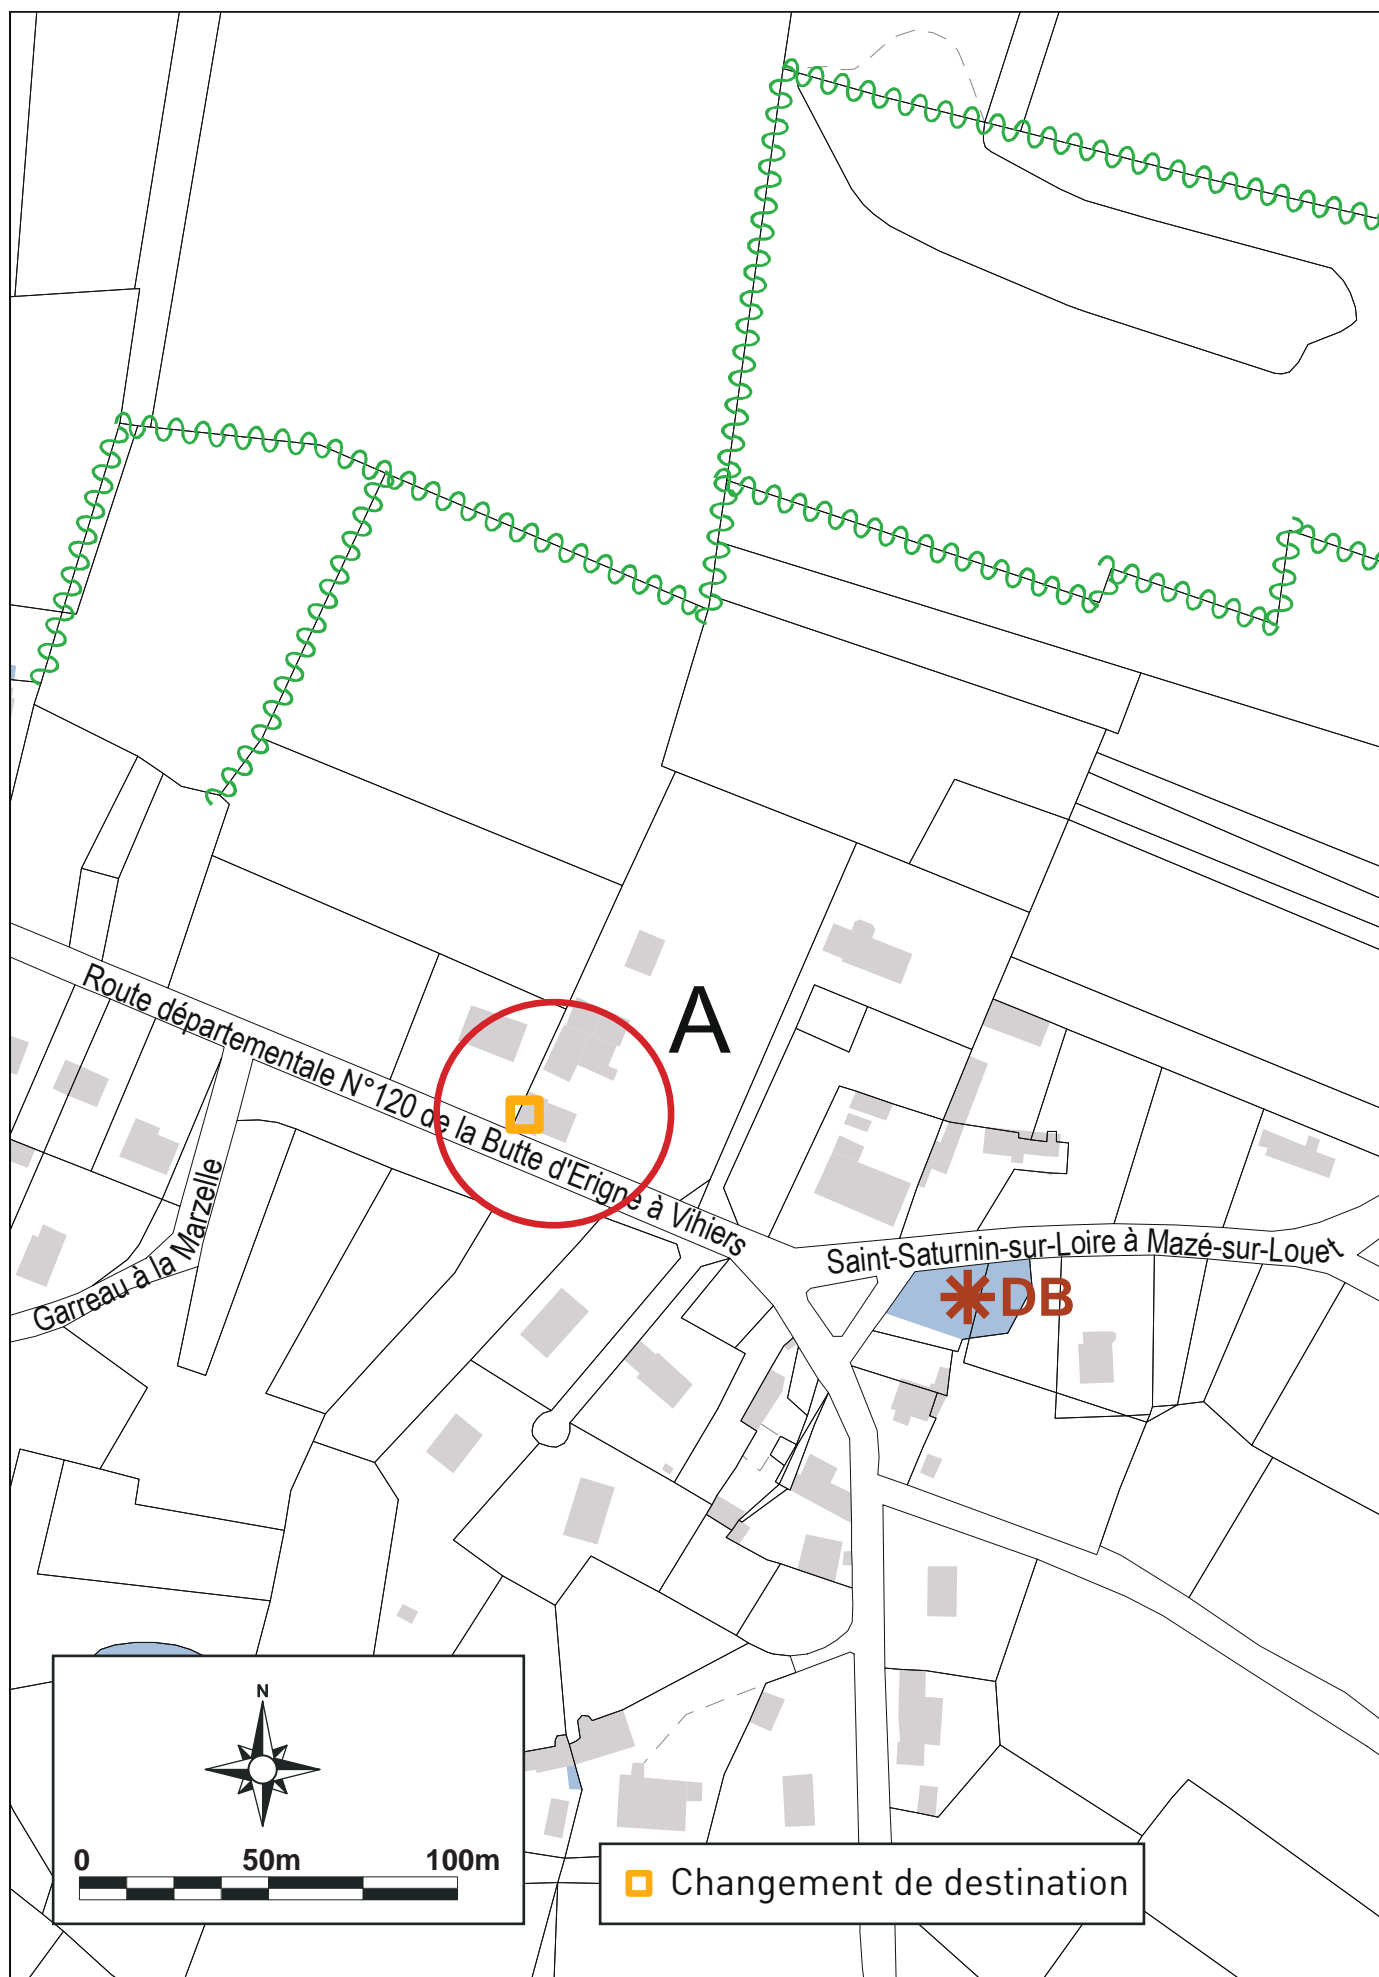 A
Route départementale N°120 de la Butte d'Erigné à Vihiers
Garreau à la Marzelle
Saint-Saturnin-sur-Loire à Mazé-sur-Louet
DB
N
0 50m 100m
Changement de destination